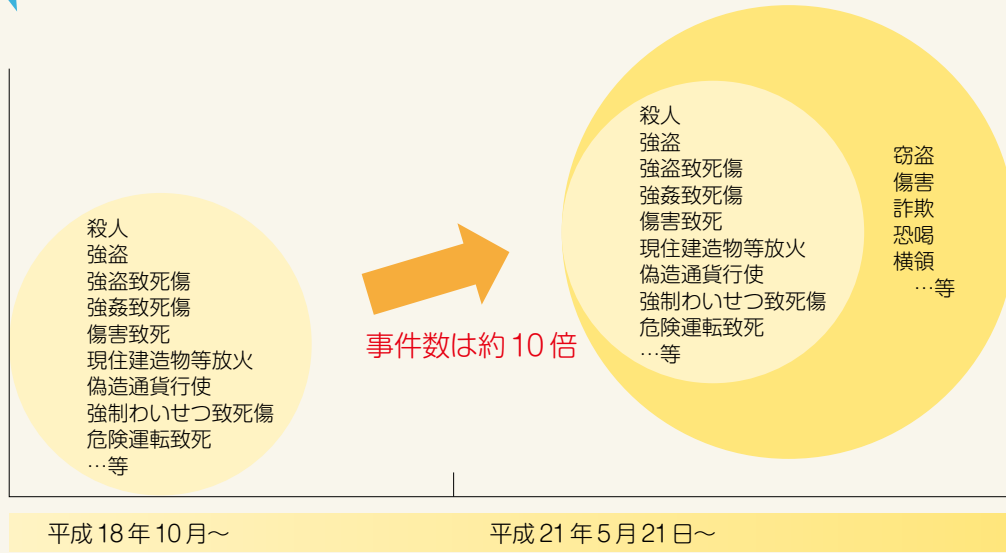 殺人
強盗
強盗致死傷
強姦致死傷
傷害致死
現住建造物等放火
偽造通貨行使
強制わいせつ致死傷
危険運転致死
…等
事件数は約10倍
殺人
強盗
強盗致死傷
強姦致死傷
傷害致死
現住建造物等放火
偽造通貨行使
強制わいせつ致死傷
危険運転致死
…等
窃盗
傷害
詐欺
恐喝
横領
…等
平成18年10月～
平成21年5月21日～